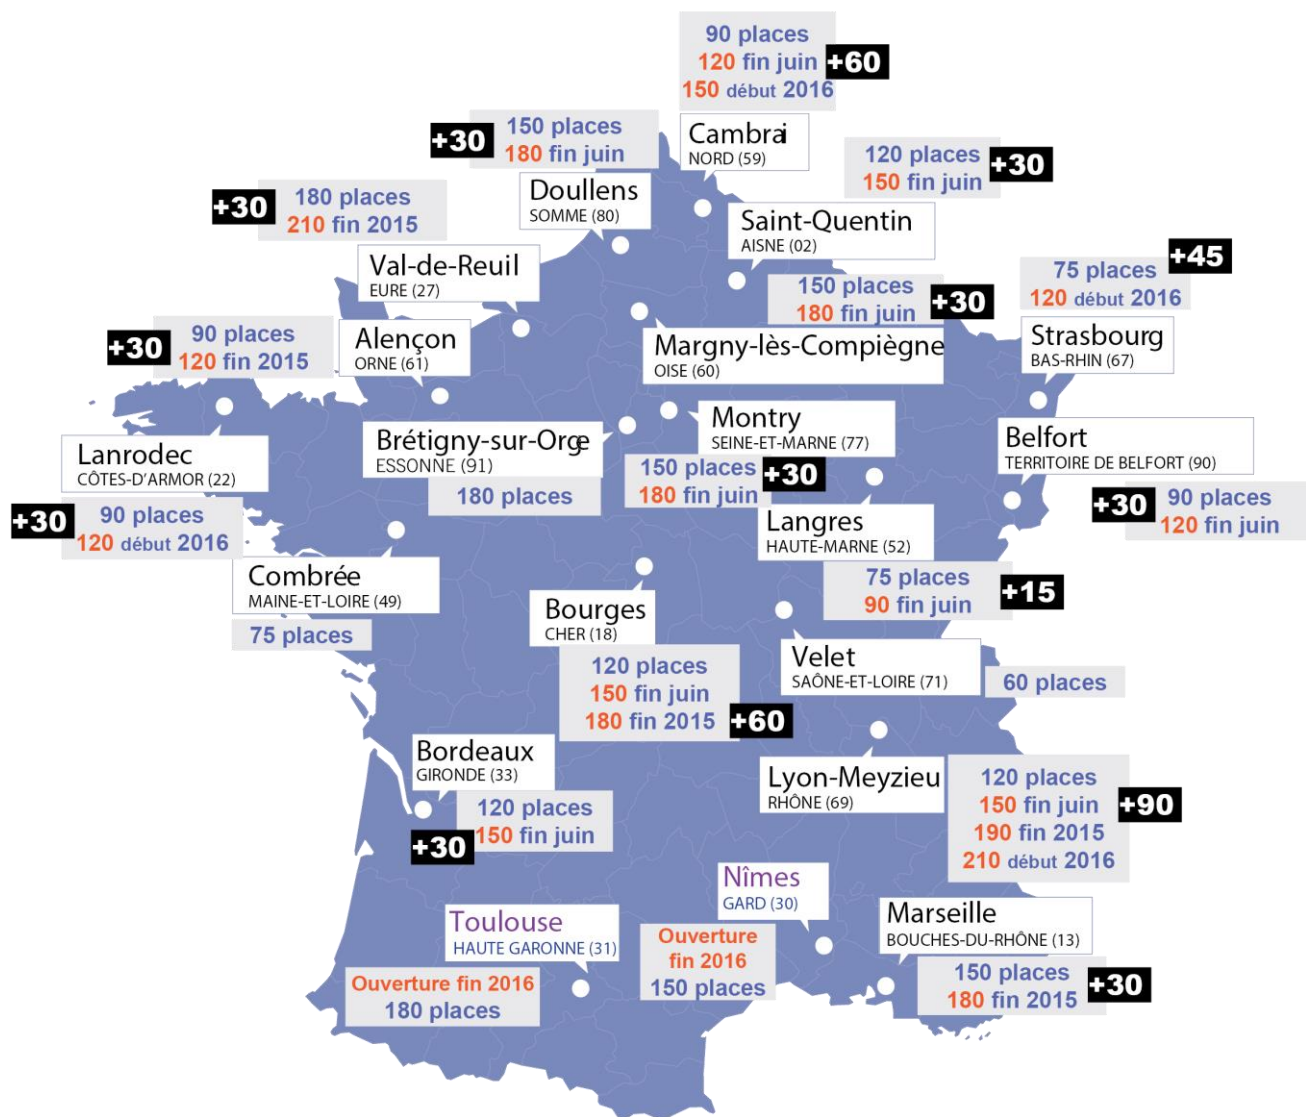 90 places
120 fin juin
+60
150 début 2016
Cambrai
NORD (59)
+30
150 places
180 fin juin
Doullens
SOMME (80)
120 places
150 fin juin
+30
Saint-Quentin
AISNE (02)
+30
180 places
210 fin 2015
Val-de-Reuil
EURE (27)
150 places
180 fin juin
+30
Margny-lès-Compiègne
OISE (60)
+45
75 places
120 début 2016
Strasbourg
BAS-RHIN (67)
+30
90 places
120 fin 2015
Alençon
ORNE (61)
Lanrodec
CÔTES-D'ARMOR (22)
+30
90 places
120 début 2016
Brétigny-sur-Orge
ESSONNE (91)
180 places
Montry
SEINE-ET-MARNE (77)
150 places
180 fin juin
+30
Belfort
TERRITOIRE DE BELFORT (90)
+30
90 places
120 fin juin
Langres
HAUTE-MARNE (52)
75 places
90 fin juin
+15
Combrée
MAINE-ET-LOIRE (49)
75 places
Bourges
CHER (18)
120 places
150 fin juin
180 fin 2015
+60
Velet
SAÔNE-ET-LOIRE (71)
60 places
Bordeaux
GIRONDE (33)
120 places
150 fin juin
+30
Lyon-Meyzieu
RHÔNE (69)
120 places
150 fin juin
+90
190 fin 2015
210 début 2016
Nîmes
GARD (30)
Ouverture
fin 2016
150 places
Toulouse
HAUTE GARONNE (31)
Ouverture fin 2016
180 places
Marseille
BOUCHES-DU-RHÔNE (13)
150 places
180 fin 2015
+30